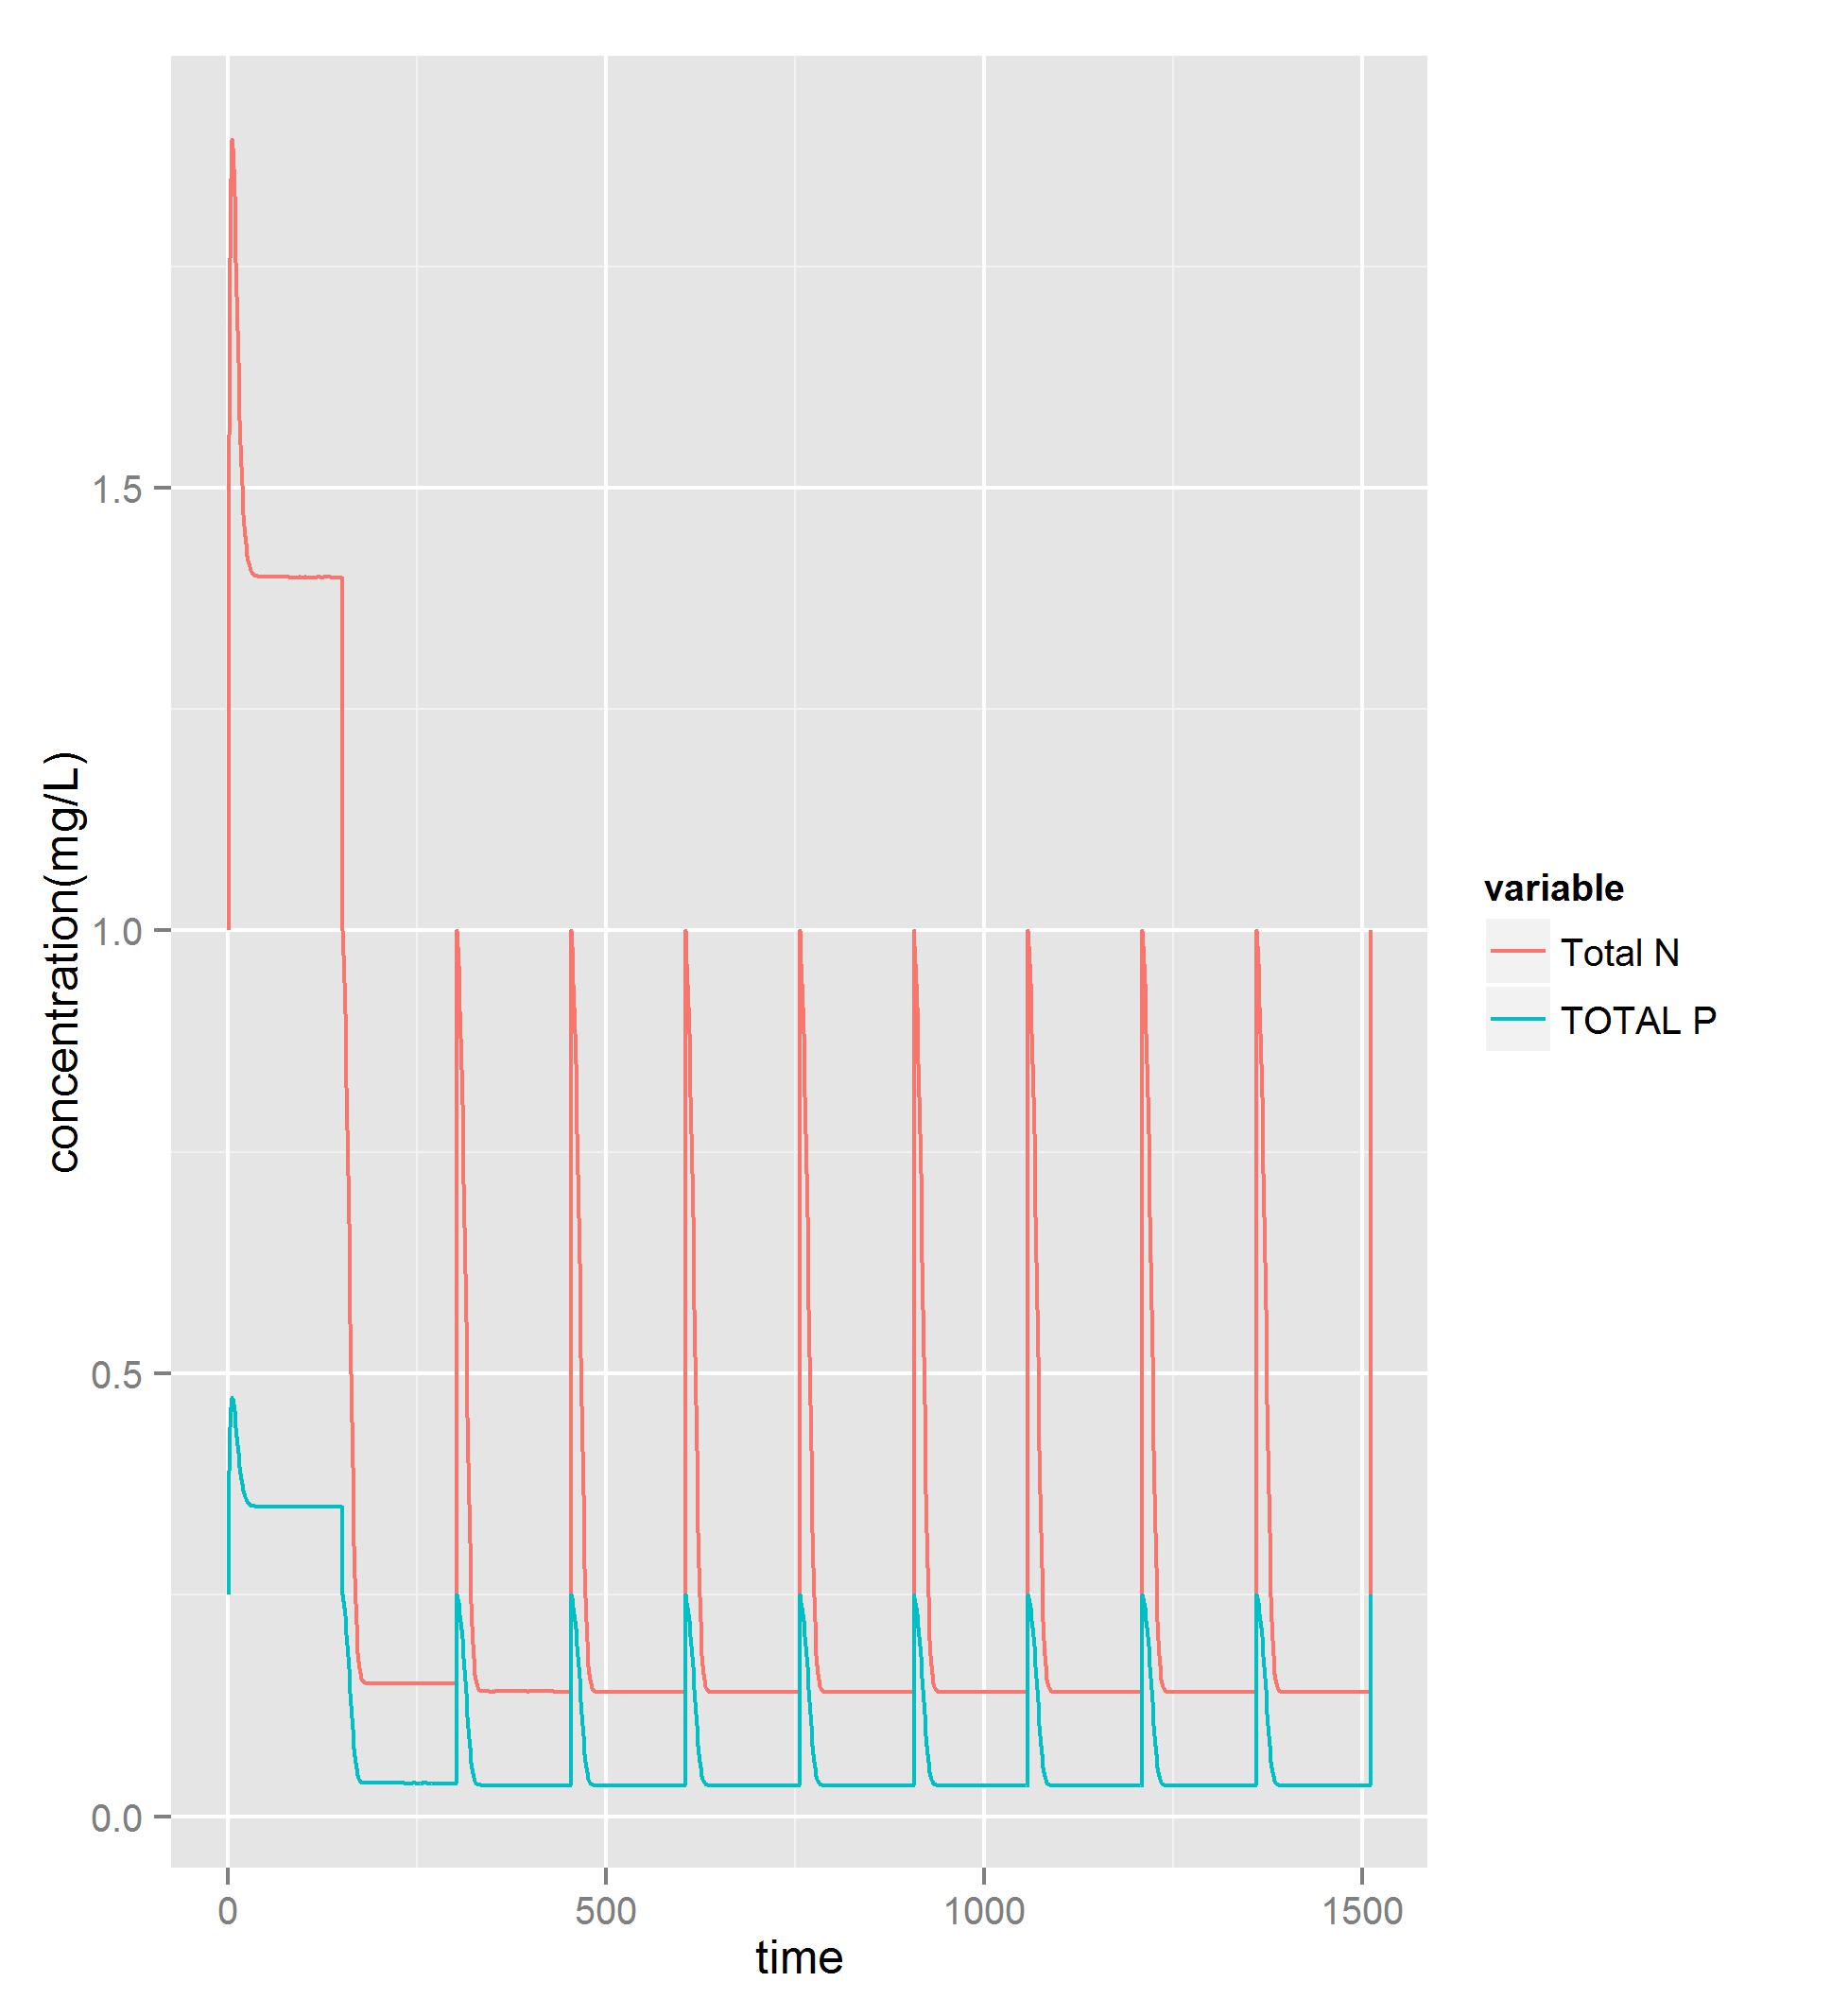 concentration(mg/L)
1.5
1.0
0.5
0.0
0 500 1000 1500
time
variable
Total N
TOTAL P